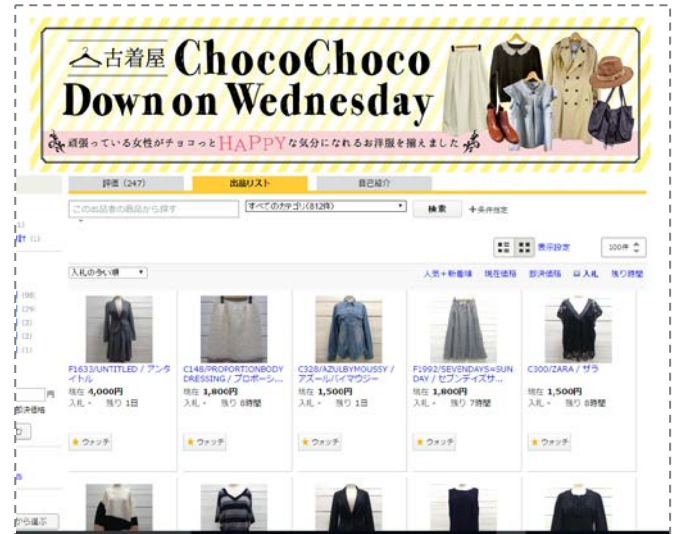 古着屋 ChocoChoco
Down on Wednesday
頑張っている女性がチョコっとHAPPYな気分になれるお洋服を揃えました
評価 (247)
出品リスト
自己紹介
この出品者の商品から探す
すべてのカテゴリ(812件)
検索
+条件指定
表示設定
100件
入札の多い順
人気+新着順 現在価格 即決価格 入札 残り時間
(98)
(29)
(3)
(2)
(1)
円
即決価格
から選ぶ
F1633/UNTITLED / アンタイトル
現在 4,000円
入札 - 残り 1日
ウォッチ
C148/PROPORTIONBODY DRESSING / プロポーシ...
現在 1,800円
入札 - 残り 8時間
ウォッチ
C328/AZULBYMOUSSY / アズールバイマウジー
現在 1,500円
入札 - 残り 1日
ウォッチ
F1992/SEVENDAYS=SUNDAY / セブンデイズサ...
現在 1,800円
入札 - 残り 7時間
ウォッチ
C300/ZARA / ザラ
現在 1,500円
入札 - 残り 6時間
ウォッチ